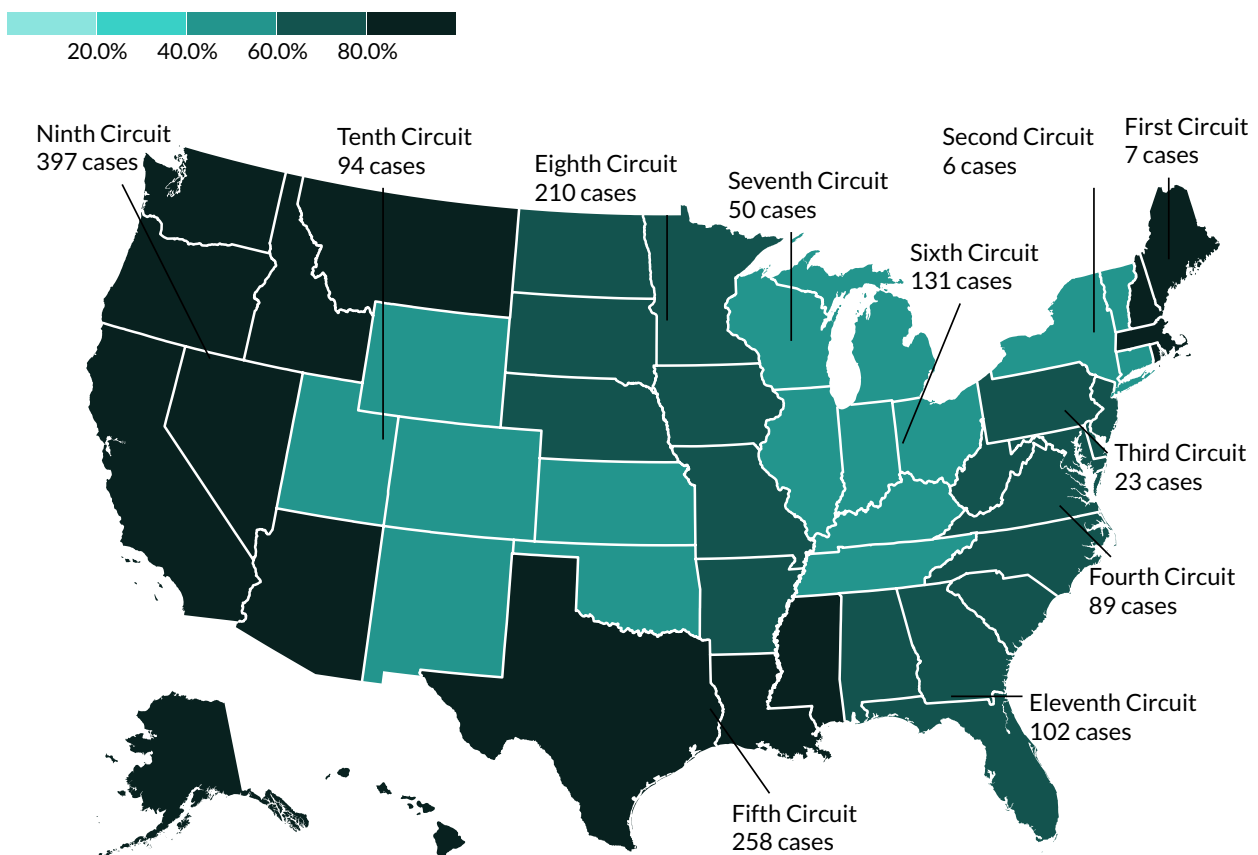 20.0% 40.0% 60.0% 80.0%
Ninth Circuit
397 cases
Tenth Circuit
94 cases
Eighth Circuit
210 cases
Seventh Circuit
50 cases
Second Circuit
6 cases
First Circuit
7 cases
Sixth Circuit
131 cases
Third Circuit
23 cases
Fourth Circuit
89 cases
Eleventh Circuit
102 cases
Fifth Circuit
258 cases